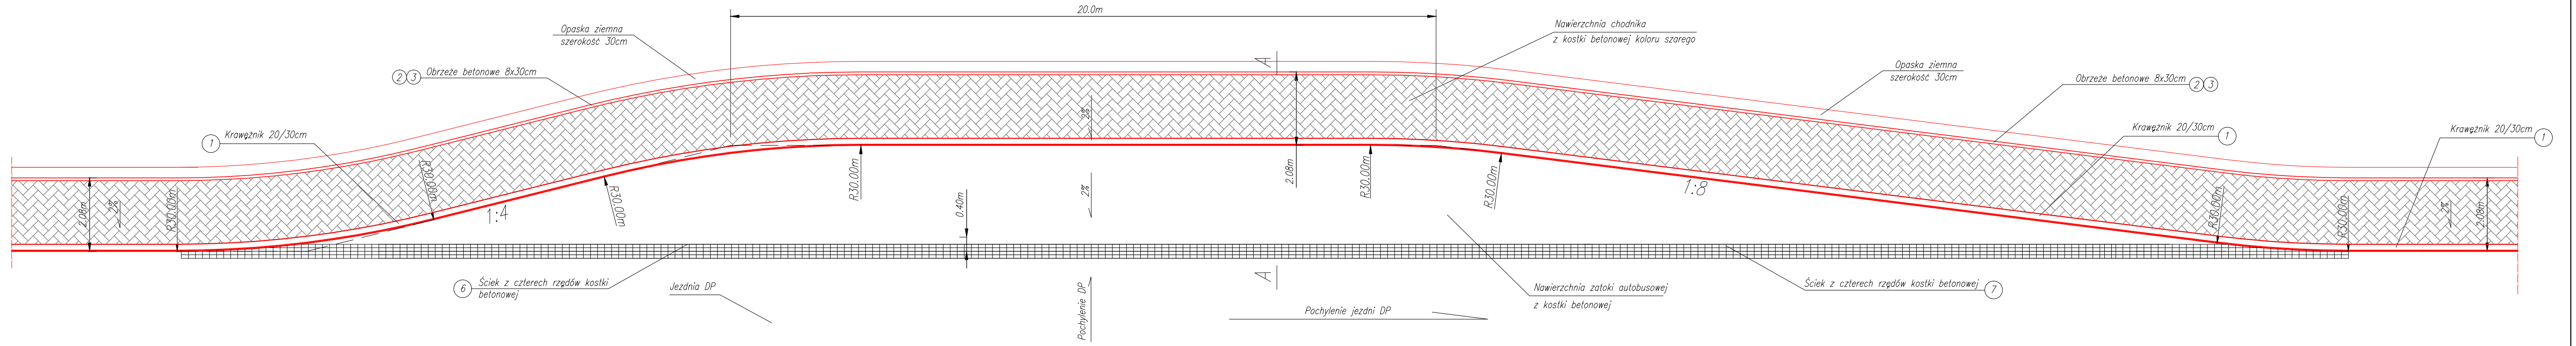 20.0m
Opaska ziemna
szerokość 30cm
Nawierzchnia chodnika
z kostki betonowej koloru szarego
A
2 3 Obrzeże betonowe 8x30cm
Opaska ziemna
szerokość 30cm
Obrzeże betonowe 8x30cm 2 3
1 Krawężnik 20/30cm
2%
Krawężnik 20/30cm 1
Krawężnik 20/30cm 1
2.08m
2%
R30.00m
R30.00m
1:4
R30.00m
R30.00m
0.40m
2%
2.08m
R30.00m
R30.00m
1:8
R30.00m
R30.00m
2%
2.08m
6 Ściek z czterech rzędów kostki
betonowej
Jezdnia DP
Pochylenie DP
A
Nawierzchnia zatoki autobusowej
z kostki betonowej
Pochylenie jezdni DP
Ściek z czterech rzędów kostki betonowej 7